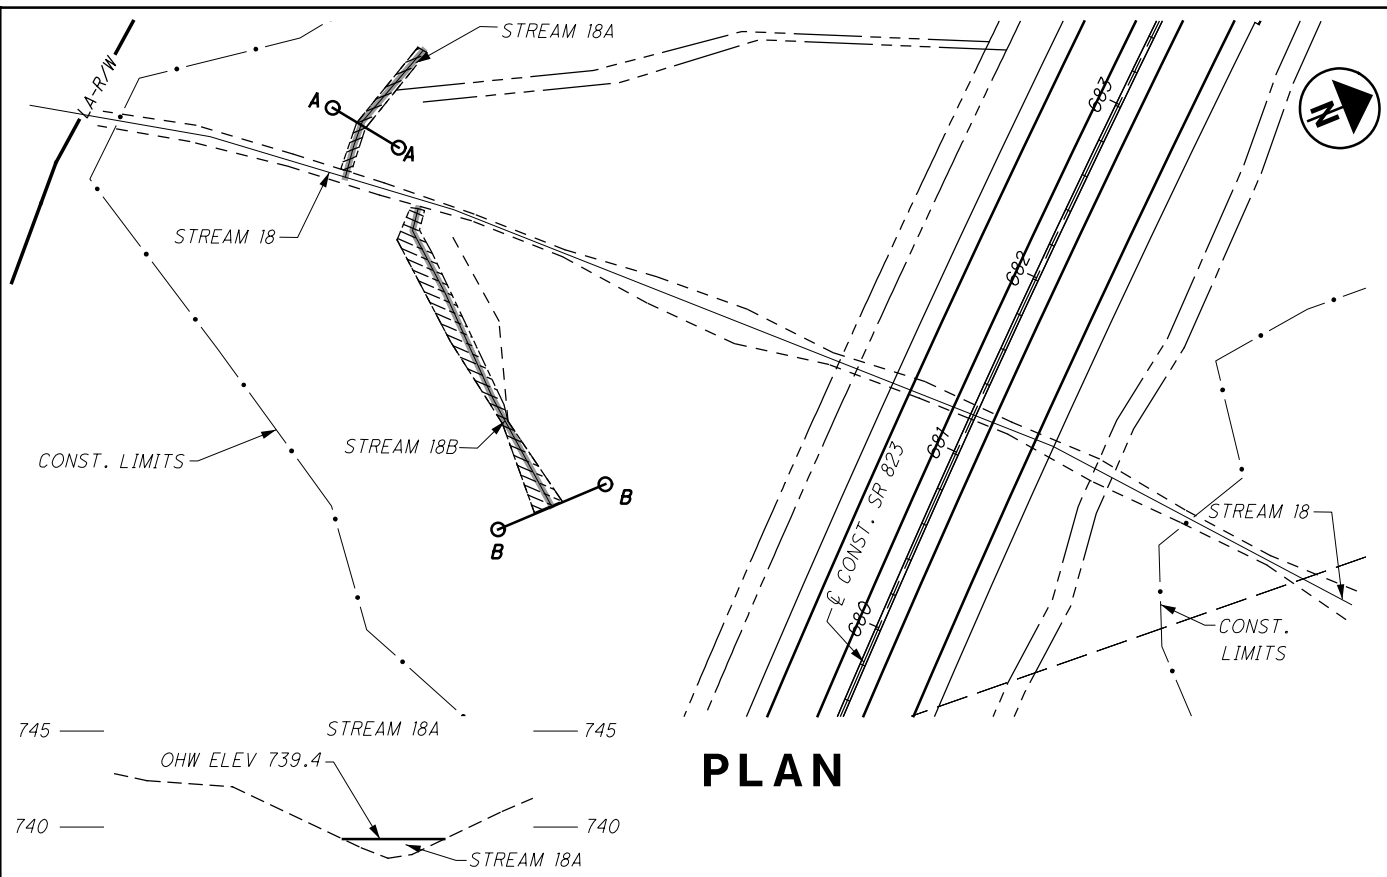 STREAM 18A
LA-R/W
A
A
683
N
682
STREAM 18
681
STREAM 18B
CONST. LIMITS
℄ CONST. SR 823
B
B
STREAM 18
680
CONST.
LIMITS
745
STREAM 18A
745
OHW ELEV 739.4
PLAN
740
740
STREAM 18A